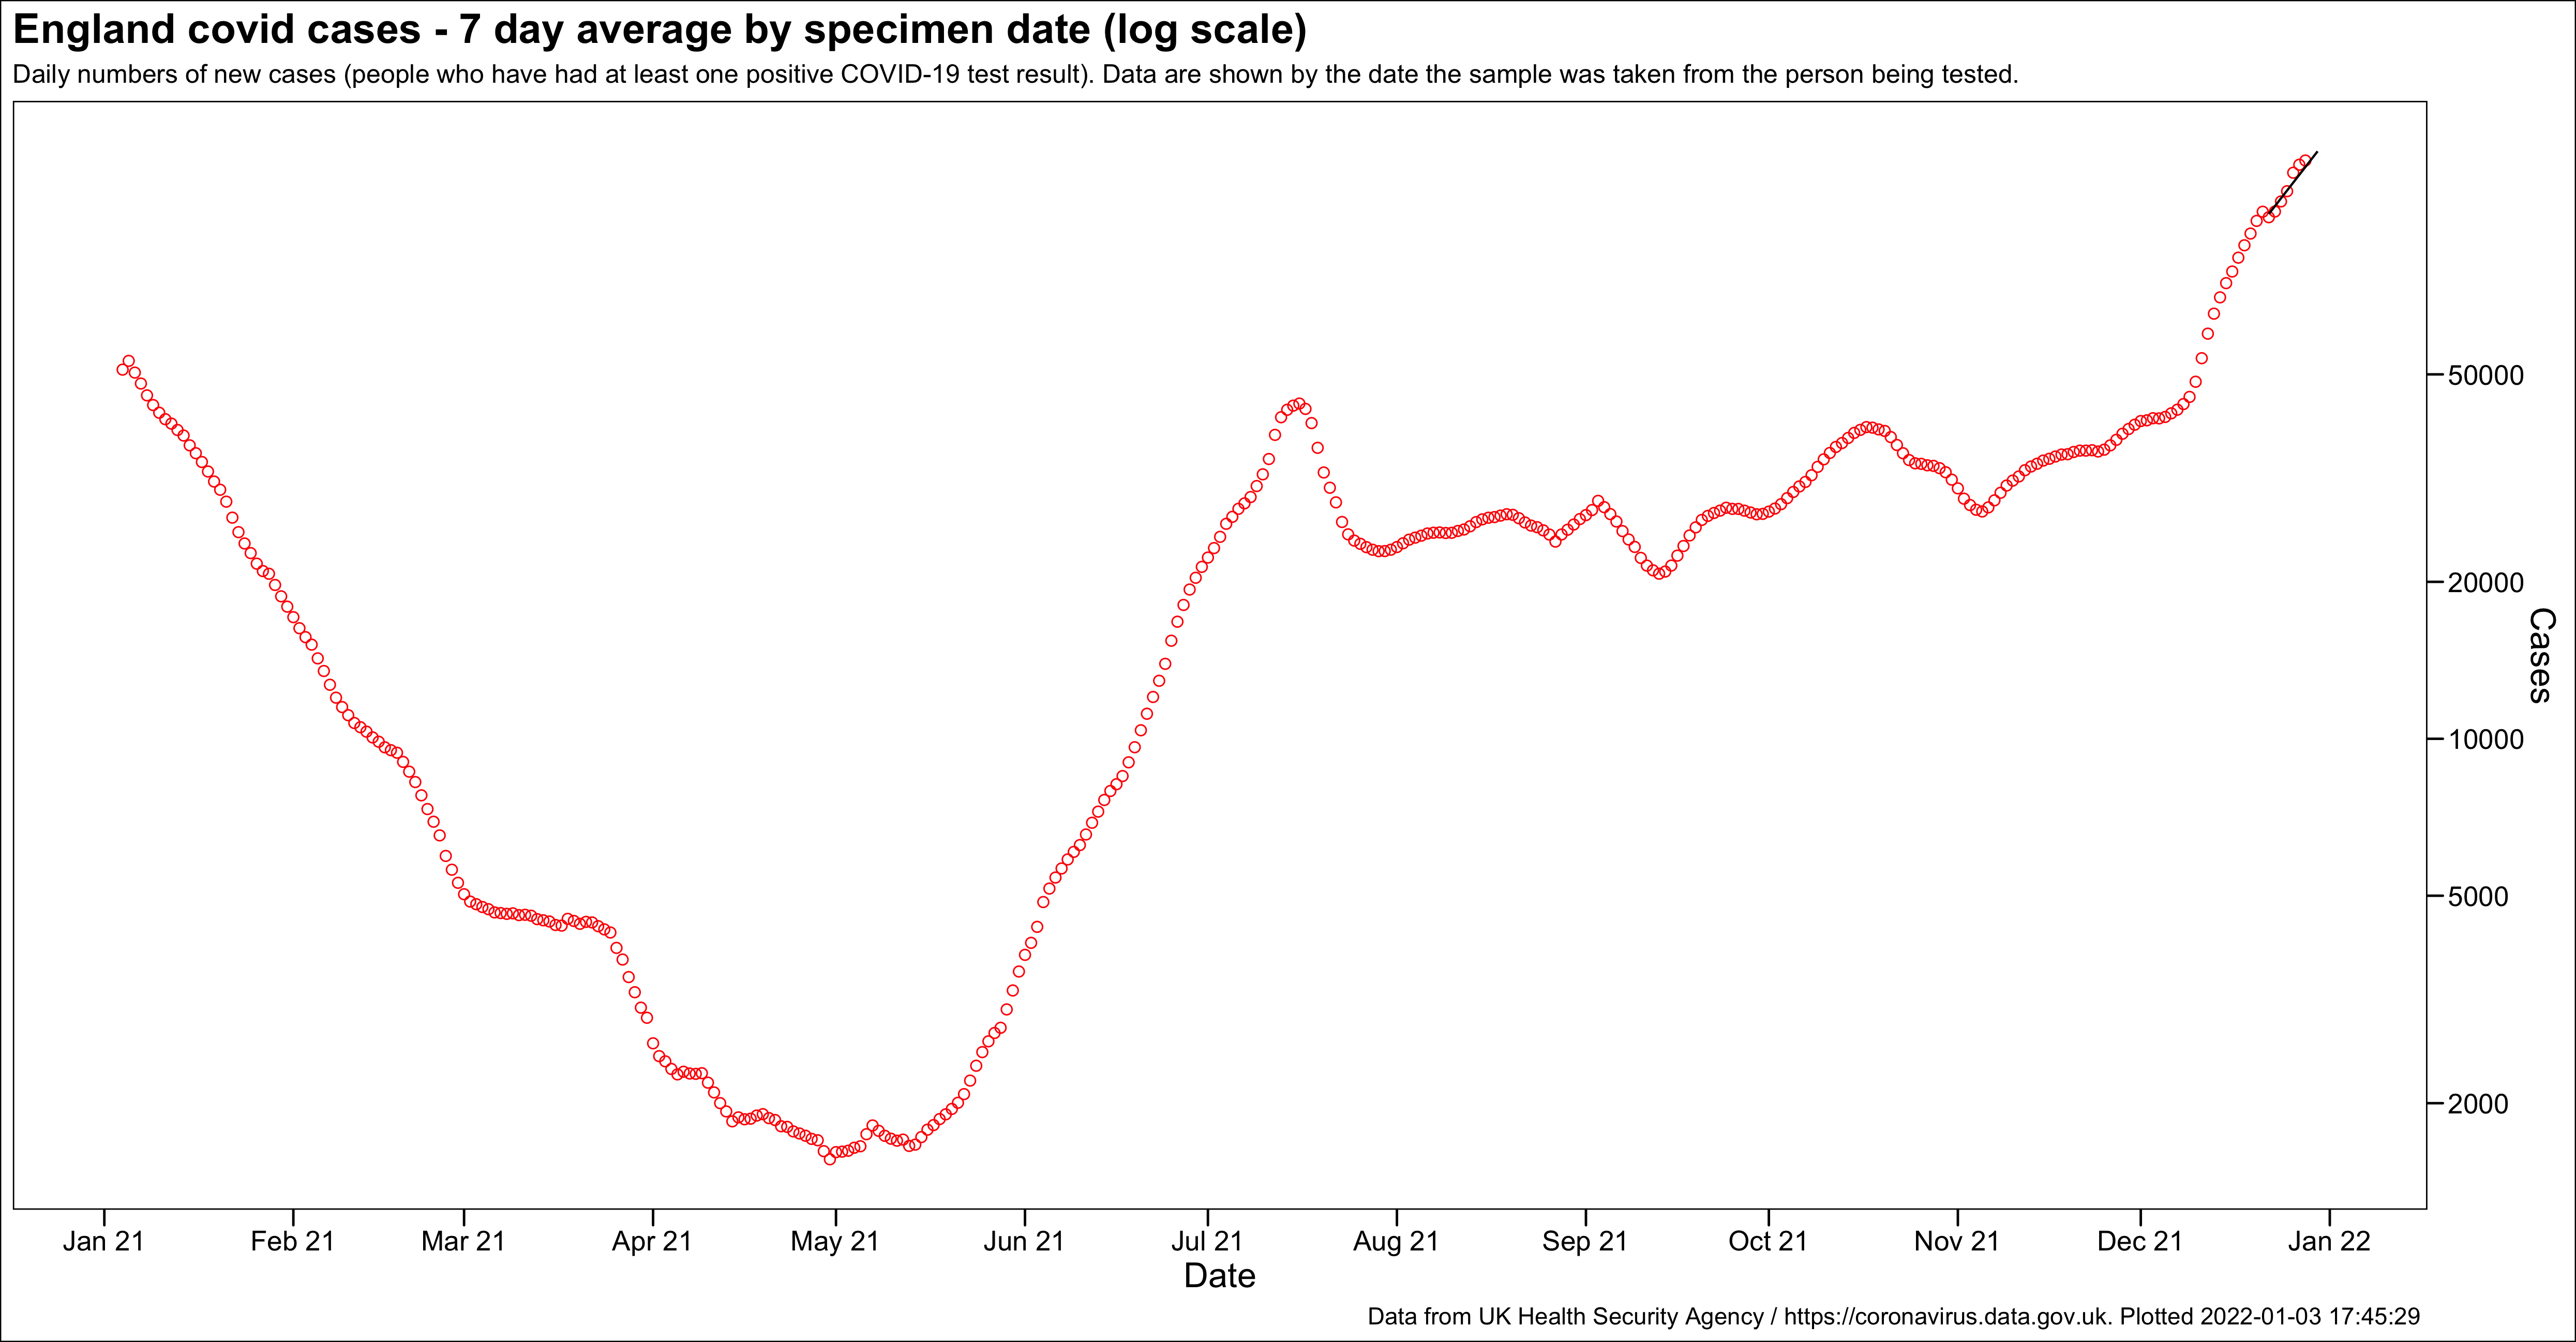 England covid cases - 7 day average by specimen date (log scale)
Daily numbers of new cases (people who have had at least one positive COVID-19 test result). Data are shown by the date the sample was taken from the person being tested.
50000
20000
10000
5000
2000
Cases
Jan 21 Feb 21 Mar 21 Apr 21 May 21 Jun 21 Jul 21 Aug 21 Sep 21 Oct 21 Nov 21 Dec 21 Jan 22
Date
Data from UK Health Security Agency / https://coronavirus.data.gov.uk. Plotted 2022-01-03 17:45:29